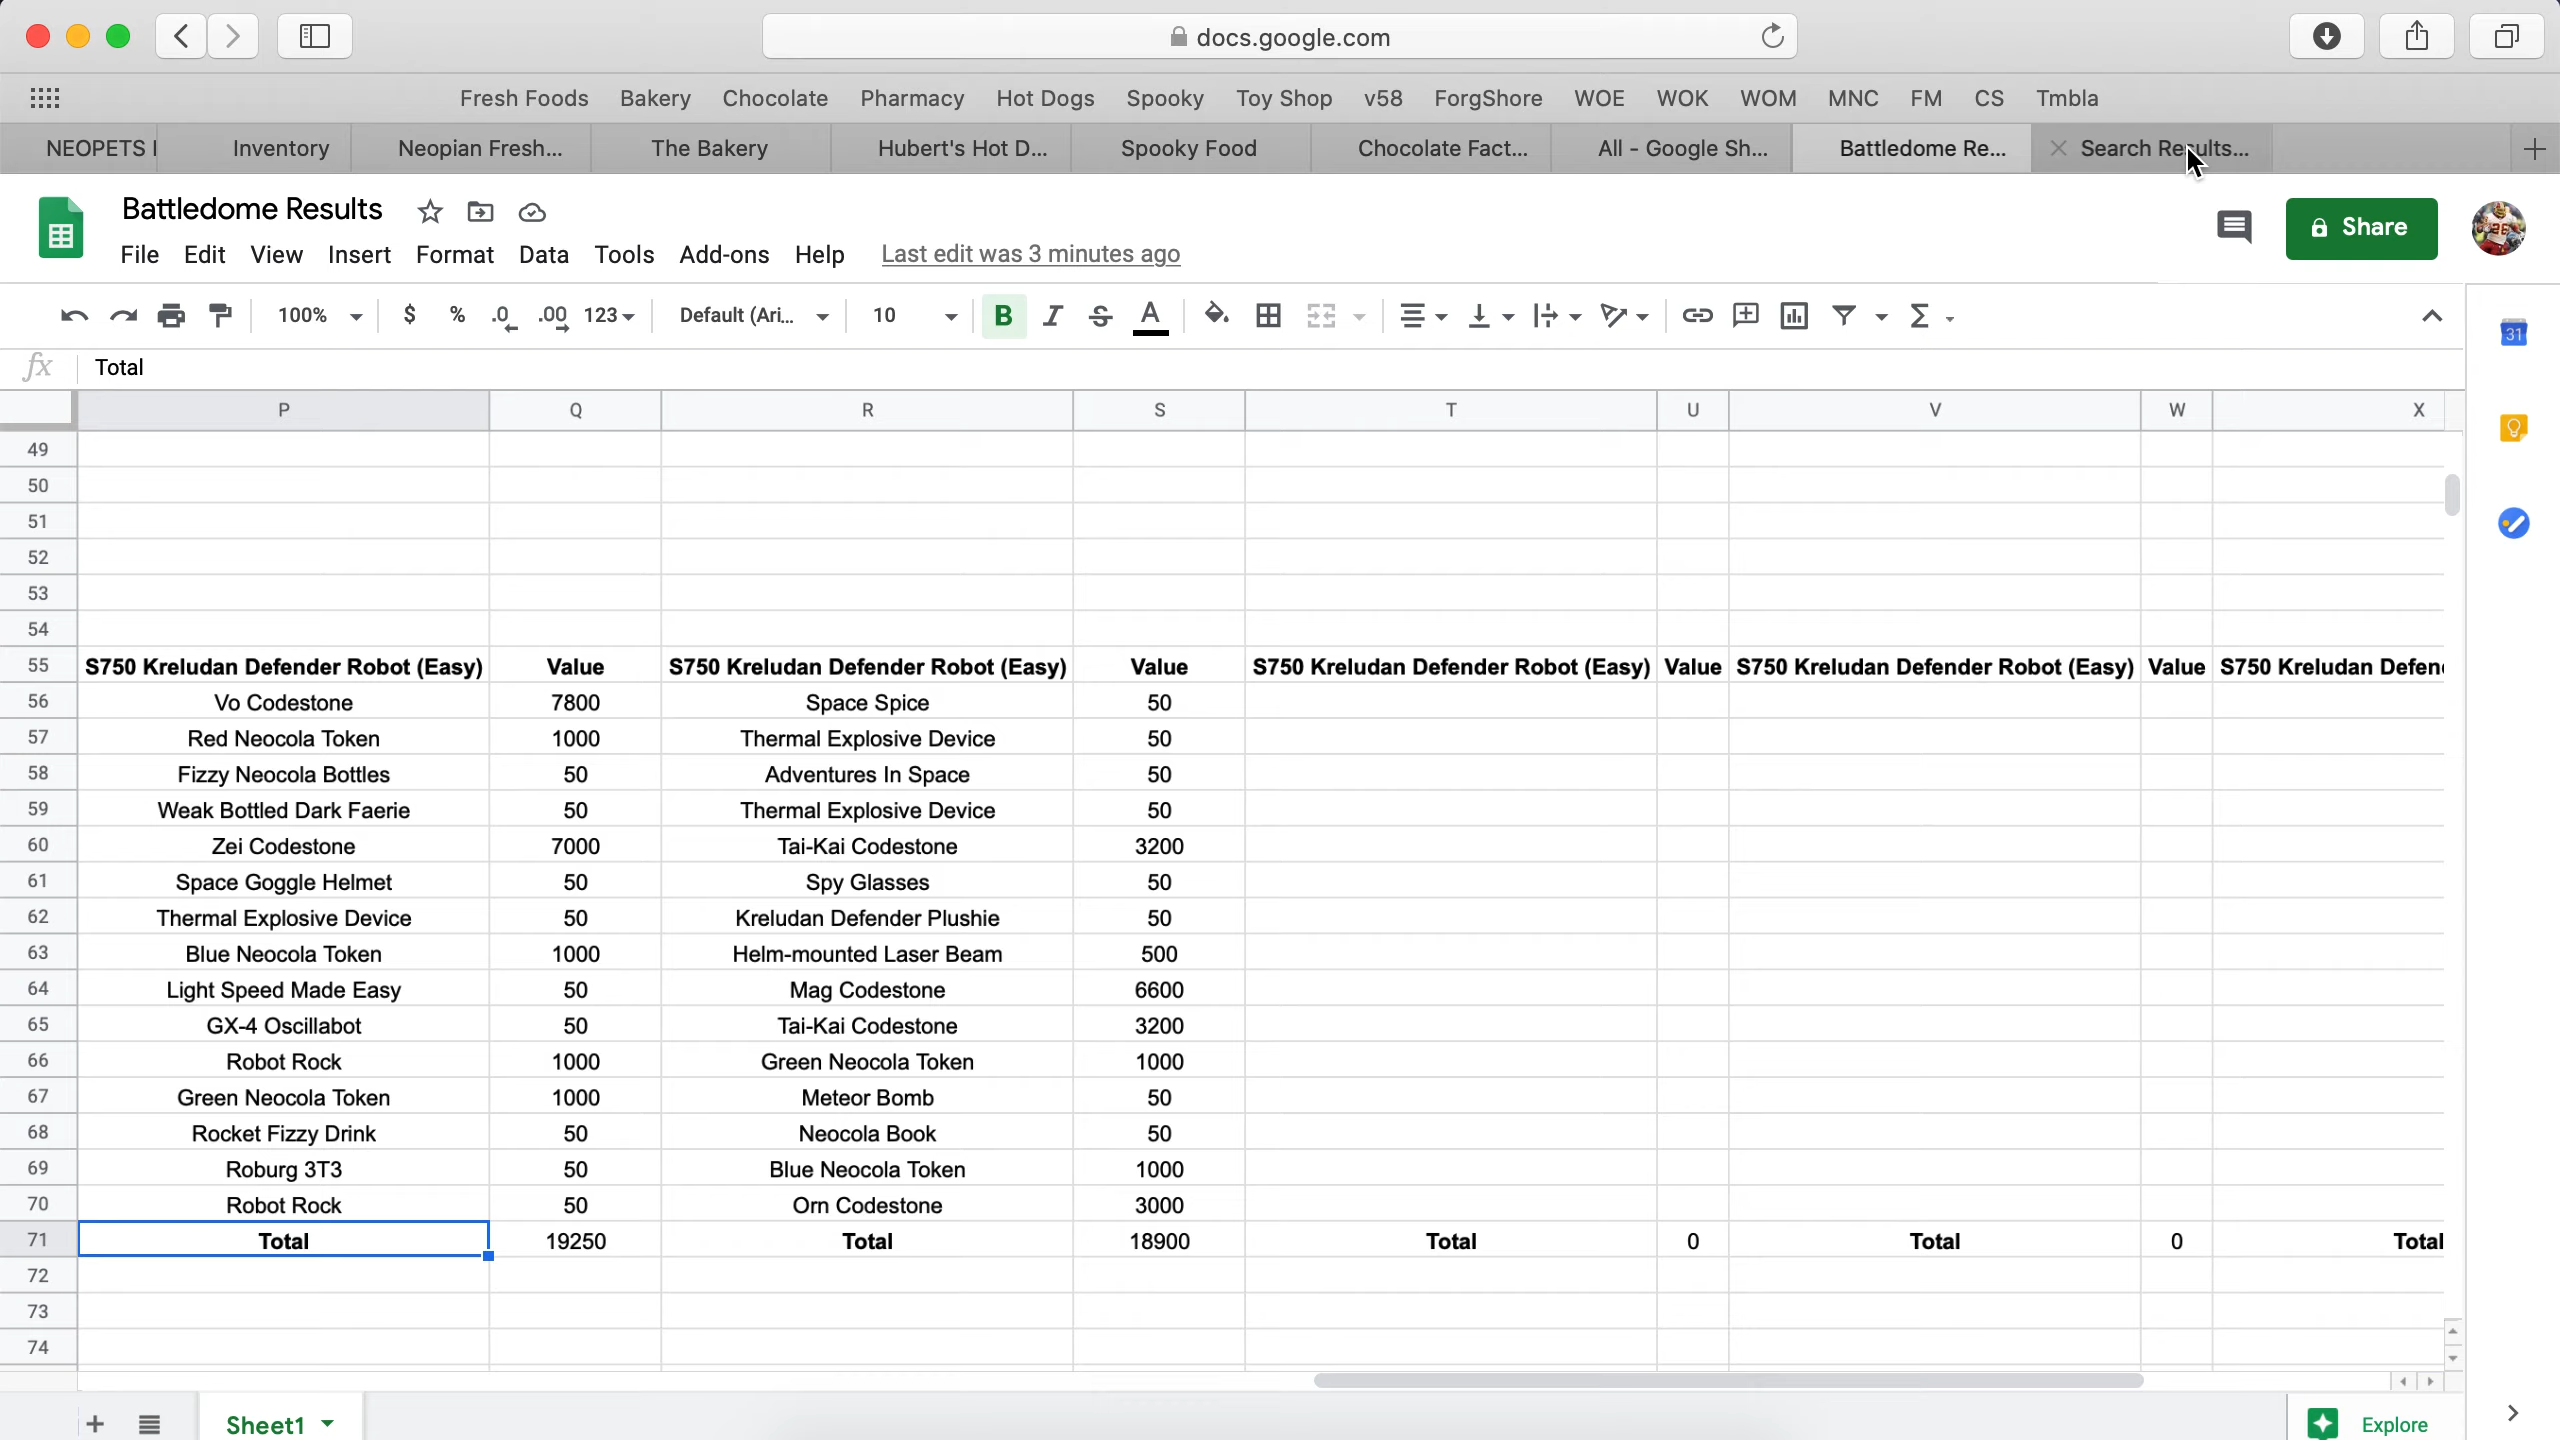 docs.google.com
Fresh Foods Bakery Chocolate Pharmacy Hot Dogs Spooky Toy Shop v58 ForgShore WOE WOK WOM MNC FM CS Tmbla
NEOPETS Inventory Neopian Fresh... The Bakery Hubert's Hot D... Spooky Food Chocolate Fact... All - Google Sh... Battledome Re... Search Results...
Battledome Results
File Edit View Insert Format Data Tools Add-ons Help Last edit was 3 minutes ago
Share
100% $ % .0 .00 123 Default (Ari... 10 B I S A Σ
31
fx Total
P Q R S T U V W X
49
50
51
52
53
54
55 S750 Kreludan Defender Robot (Easy) Value S750 Kreludan Defender Robot (Easy) Value S750 Kreludan Defender Robot (Easy) Value S750 Kreludan Defender Robot (Easy) Value S750 Kreludan Defen
56 Vo Codestone 7800 Space Spice 50
57 Red Neocola Token 1000 Thermal Explosive Device 50
58 Fizzy Neocola Bottles 50 Adventures In Space 50
59 Weak Bottled Dark Faerie 50 Thermal Explosive Device 50
60 Zei Codestone 7000 Tai-Kai Codestone 3200
61 Space Goggle Helmet 50 Spy Glasses 50
62 Thermal Explosive Device 50 Kreludan Defender Plushie 50
63 Blue Neocola Token 1000 Helm-mounted Laser Beam 500
64 Light Speed Made Easy 50 Mag Codestone 6600
65 GX-4 Oscillabot 50 Tai-Kai Codestone 3200
66 Robot Rock 1000 Green Neocola Token 1000
67 Green Neocola Token 1000 Meteor Bomb 50
68 Rocket Fizzy Drink 50 Neocola Book 50
69 Roburg 3T3 50 Blue Neocola Token 1000
70 Robot Rock 50 Orn Codestone 3000
71 Total 19250 Total 18900 Total 0 Total 0 Total
72
73
74
Sheet1 Explore